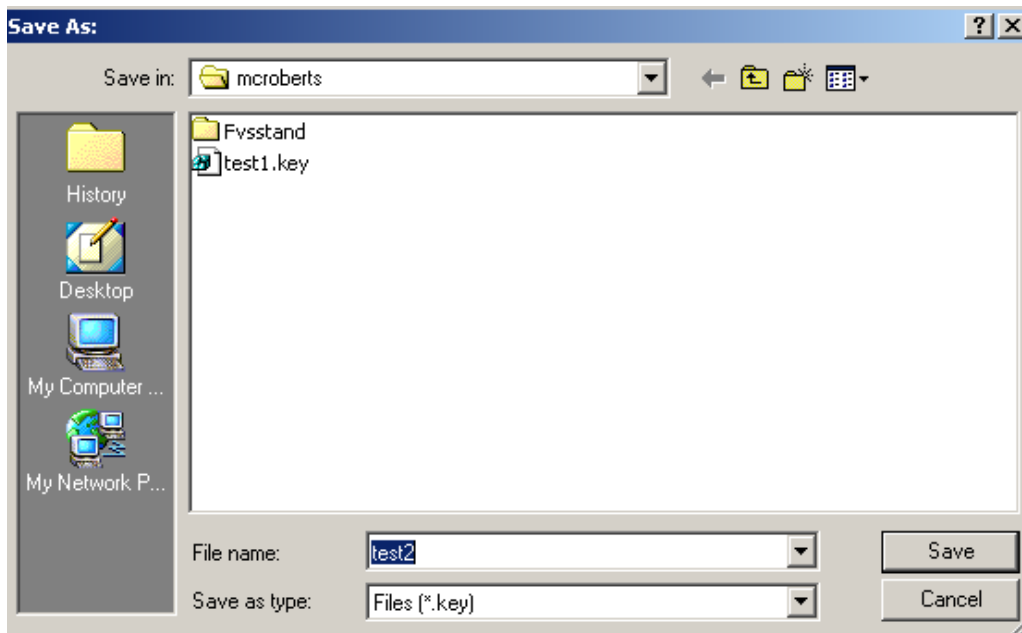 Save As:
Save in: mcroberts
Fvsstand
test1.key
History
Desktop
My Computer ...
My Network P...
File name: test2 Save
Save as type: Files (*.key) Cancel